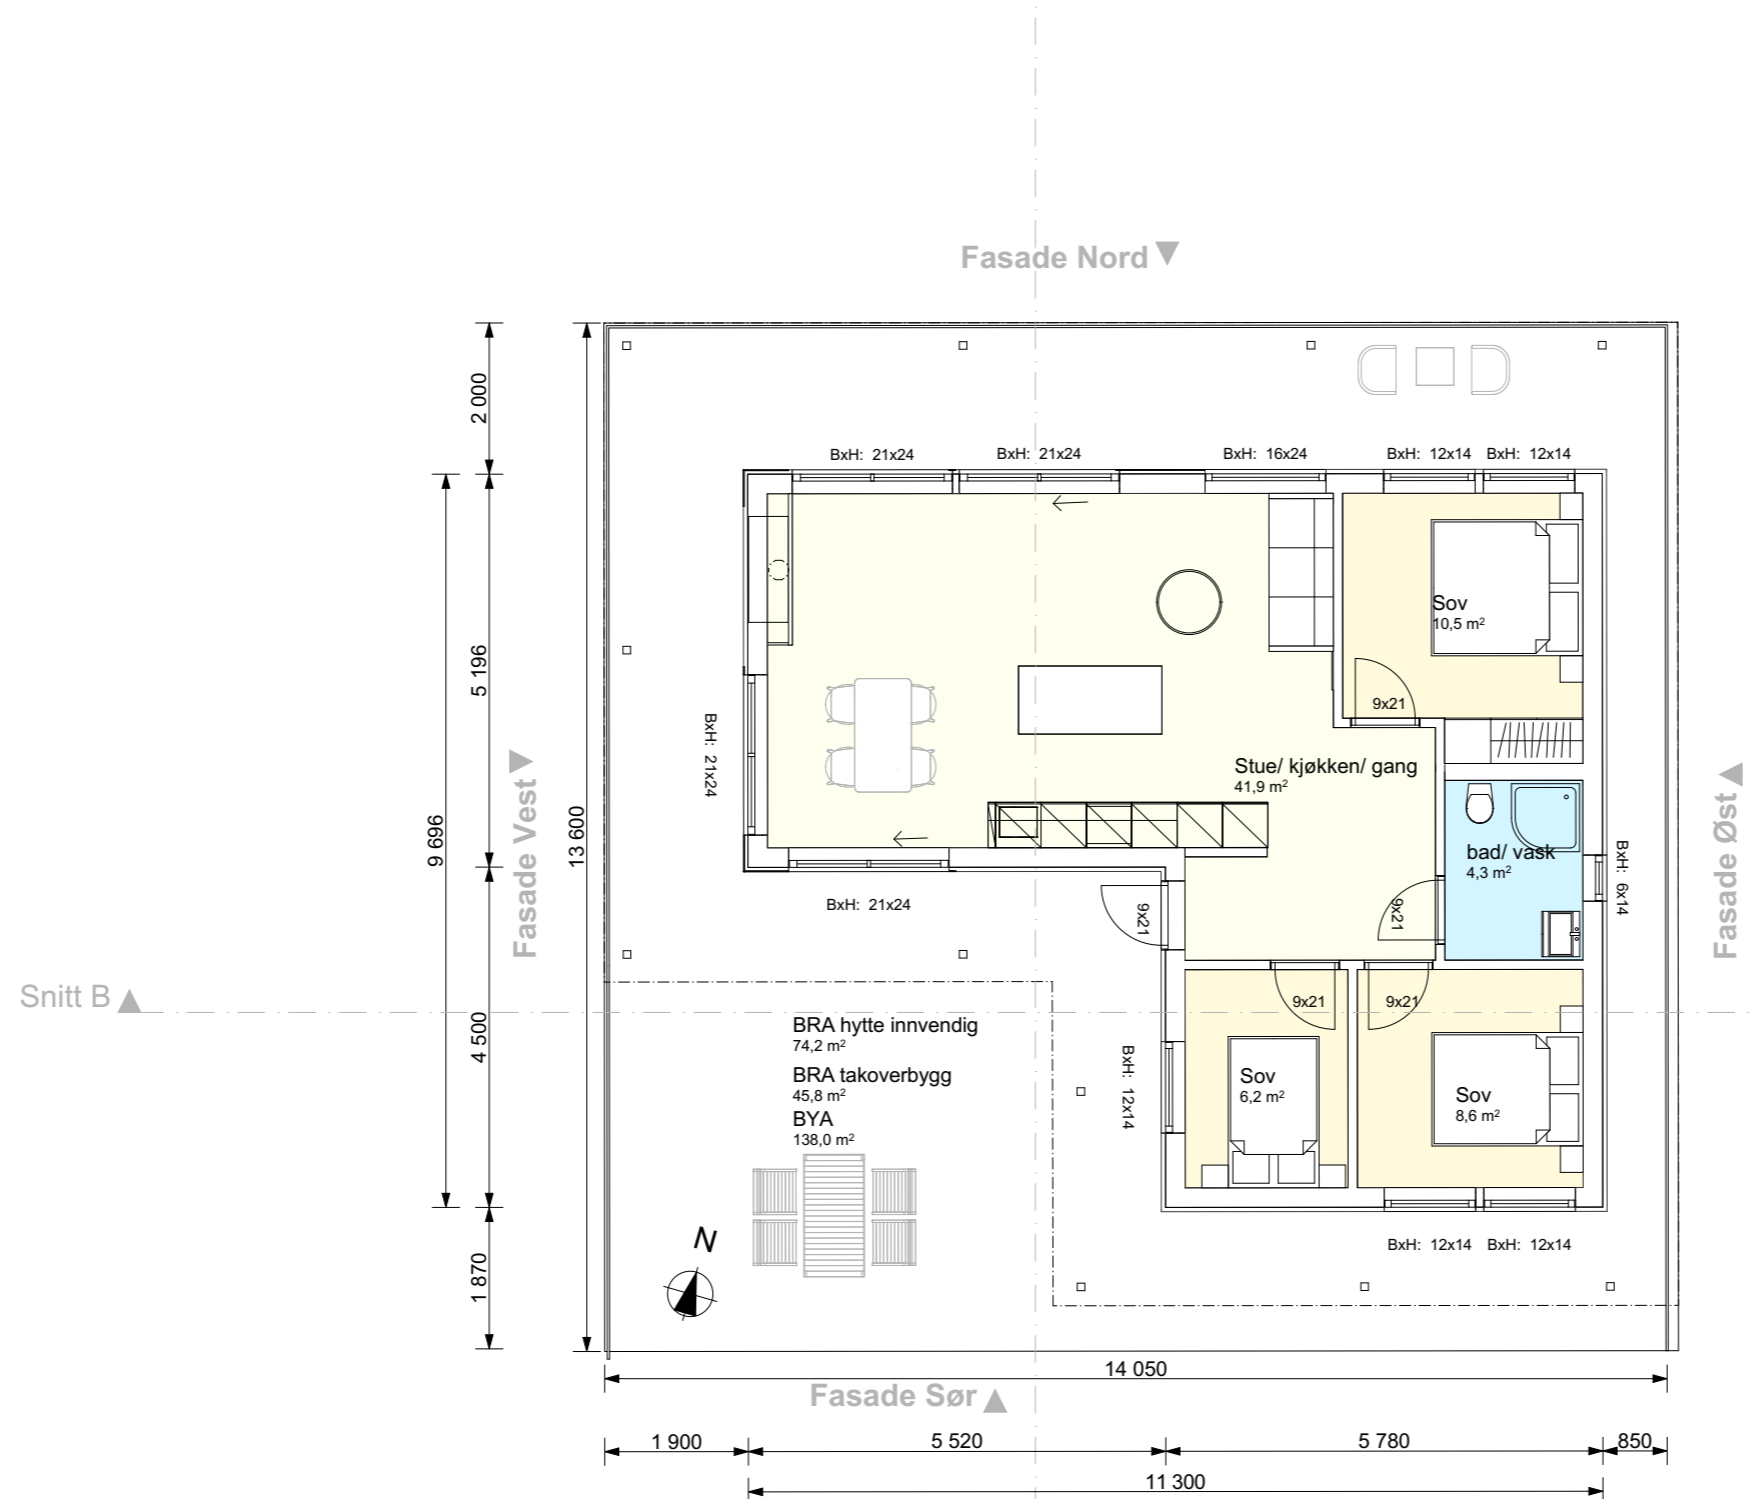 Fasade Nord
2 000
BxH: 21x24
BxH: 21x24
BxH: 16x24
BxH: 12x14
BxH: 12x14
Sov
10,5 m²
5 196
9x21
BxH: 21x24
Stue/ kjøkken/ gang
41,9 m²
Fasade Vest
Fasade Øst
9 696
13 600
bad/ vask
4,3 m²
BxH: 6x14
BxH: 21x24
9x21
9x21
Snitt B
9x21
9x21
4 500
BRA hytte innvendig
74,2 m²
BRA takoverbygg
45,8 m²
BYA
138,0 m²
BxH: 12x14
Sov
6,2 m²
Sov
8,6 m²
N
BxH: 12x14
BxH: 12x14
1 870
14 050
Fasade Sør
1 900
5 520
5 780
850
11 300